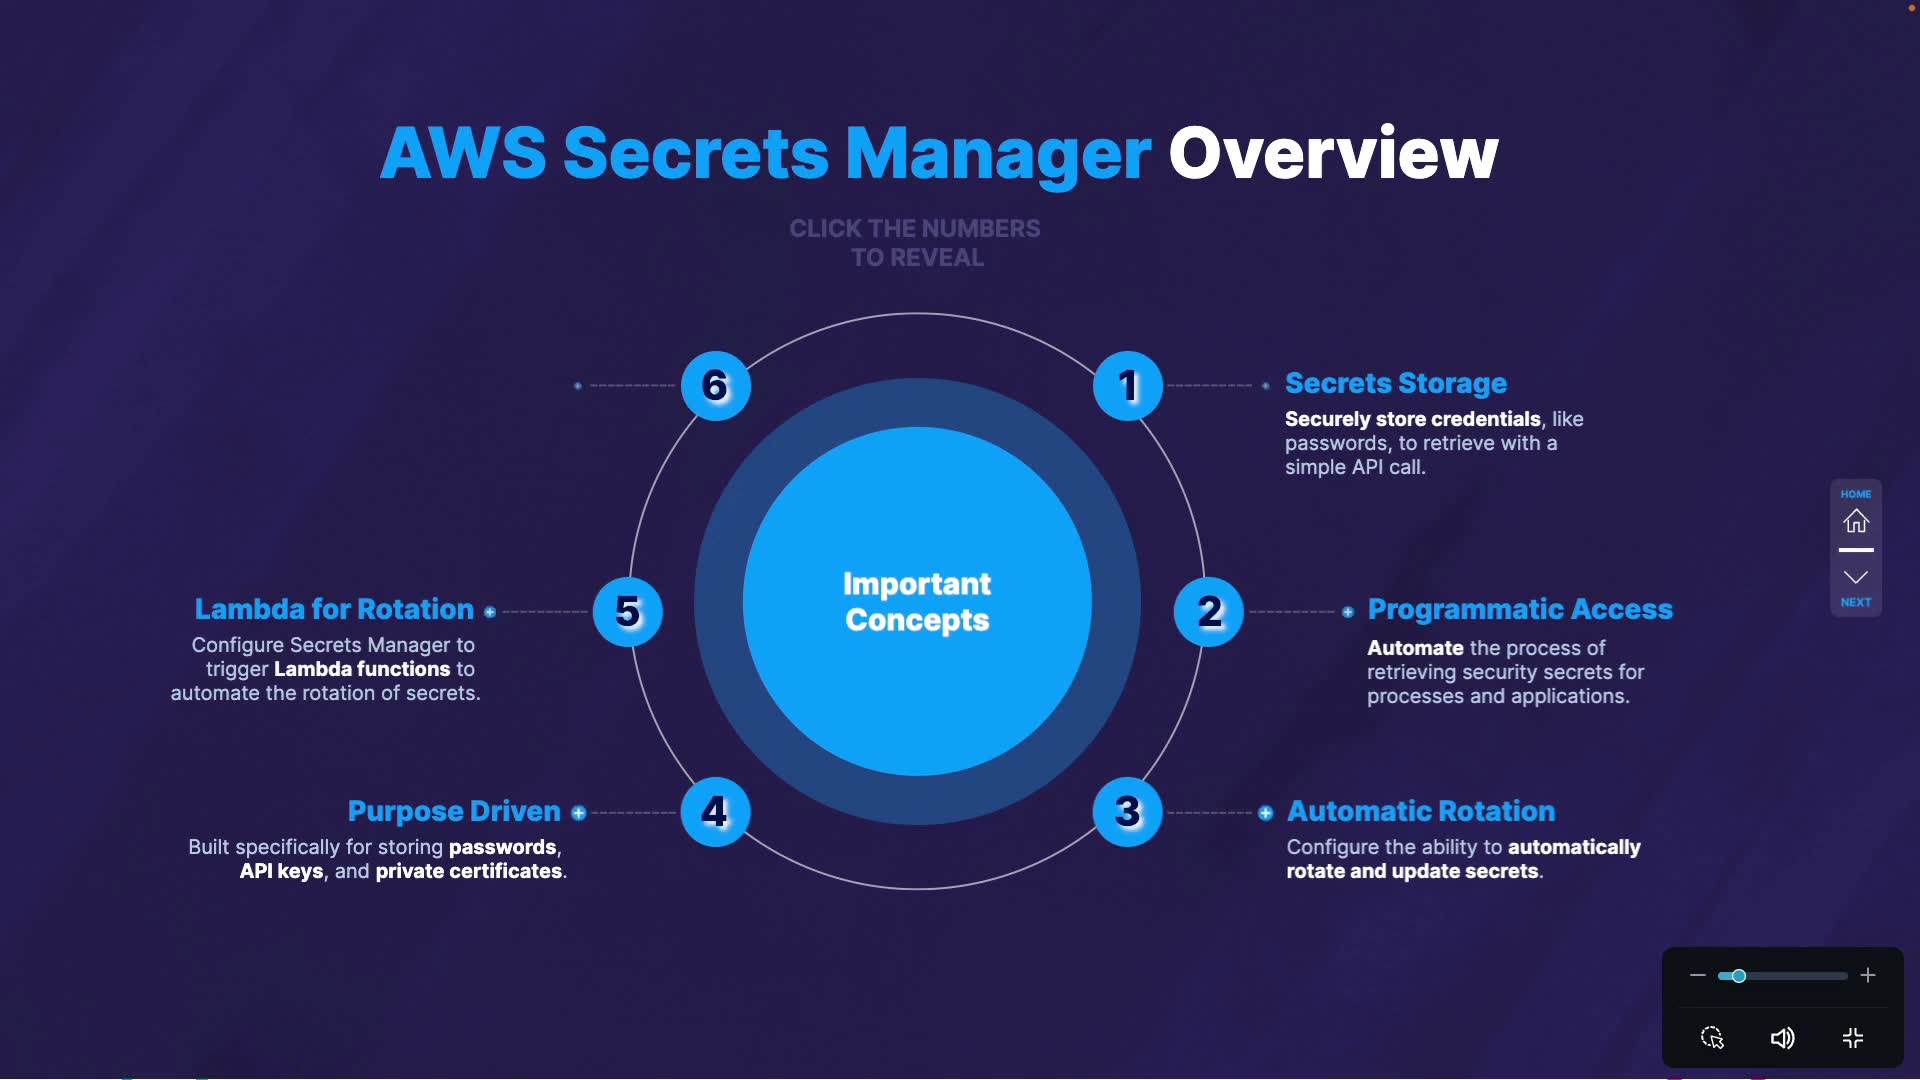 AWS Secrets Manager Overview
CLICK THE NUMBERS
TO REVEAL
6
1
Secrets Storage
Securely store credentials, like
passwords, to retrieve with a
simple API call.
HOME
NEXT
Important
Concepts
5
Lambda for Rotation
Configure Secrets Manager to
trigger Lambda functions to
automate the rotation of secrets.
2
Programmatic Access
Automate the process of
retrieving security secrets for
processes and applications.
4
Purpose Driven
Built specifically for storing passwords,
API keys, and private certificates.
3
Automatic Rotation
Configure the ability to automatically
rotate and update secrets.